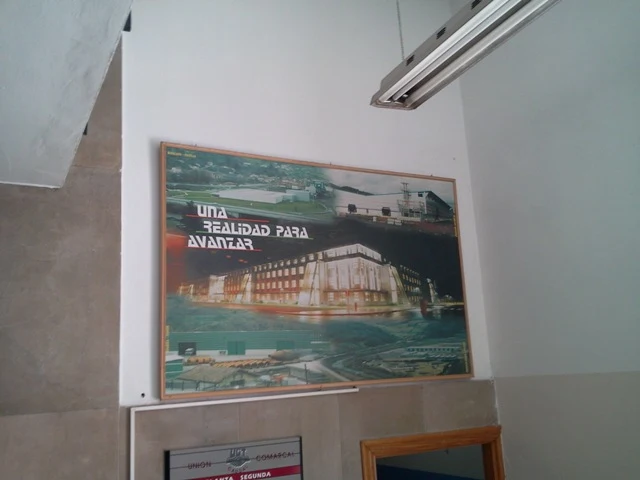 UNA
REALIDAD PARA
AVANZAR
UGT
UNION COMARCAL
PLANTA SEGUNDA